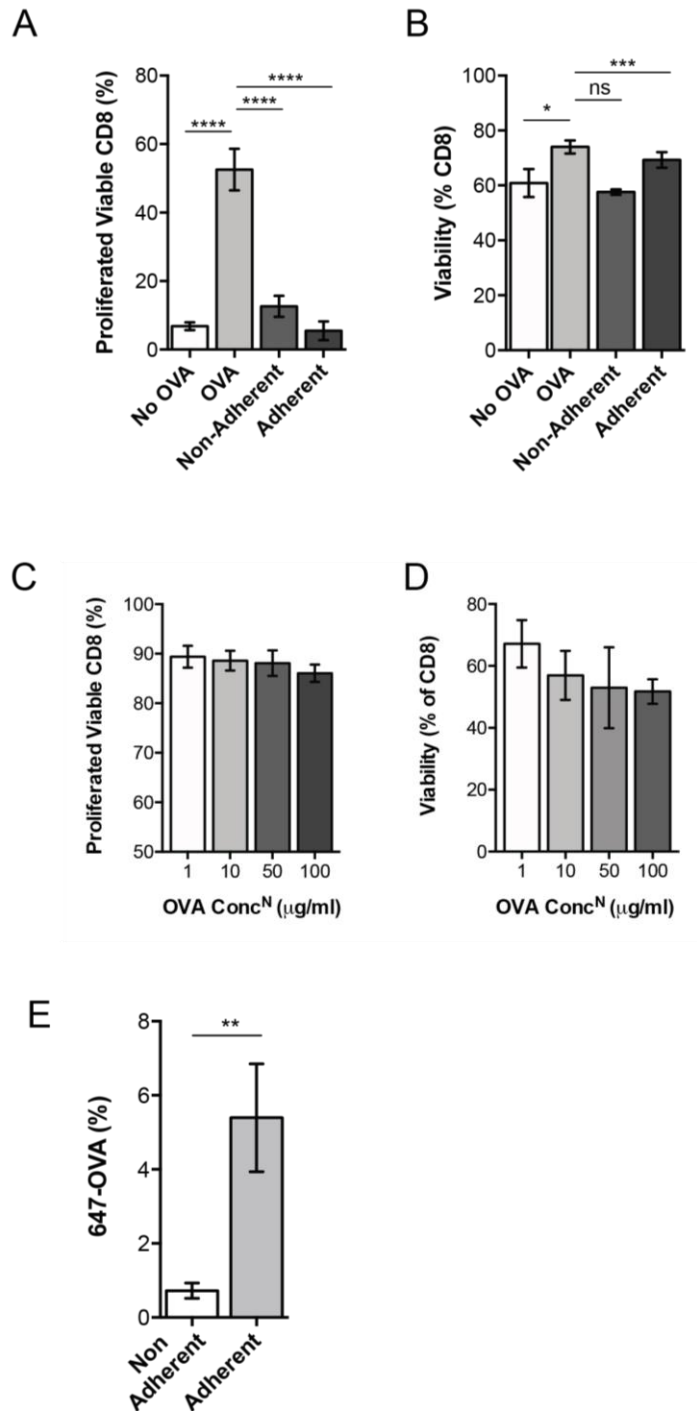 A
Proliferated Viable CD8 (%)
80
60
40
20
0
****
****
****
No OVA
OVA
Non-Adherent
Adherent
B
Viability (% CD8)
100
80
60
40
20
0
***
ns
*
No OVA
OVA
Non-Adherent
Adherent
C
Proliferated Viable CD8 (%)
100
90
80
70
60
50
1 10 50 100
OVA Concᴺ (μg/ml)
D
Viability (% of CD8)
80
60
40
20
0
1 10 50 100
OVA Concᴺ (μg/ml)
E
647-OVA (%)
8
6
4
2
0
**
Non
Adherent
Adherent